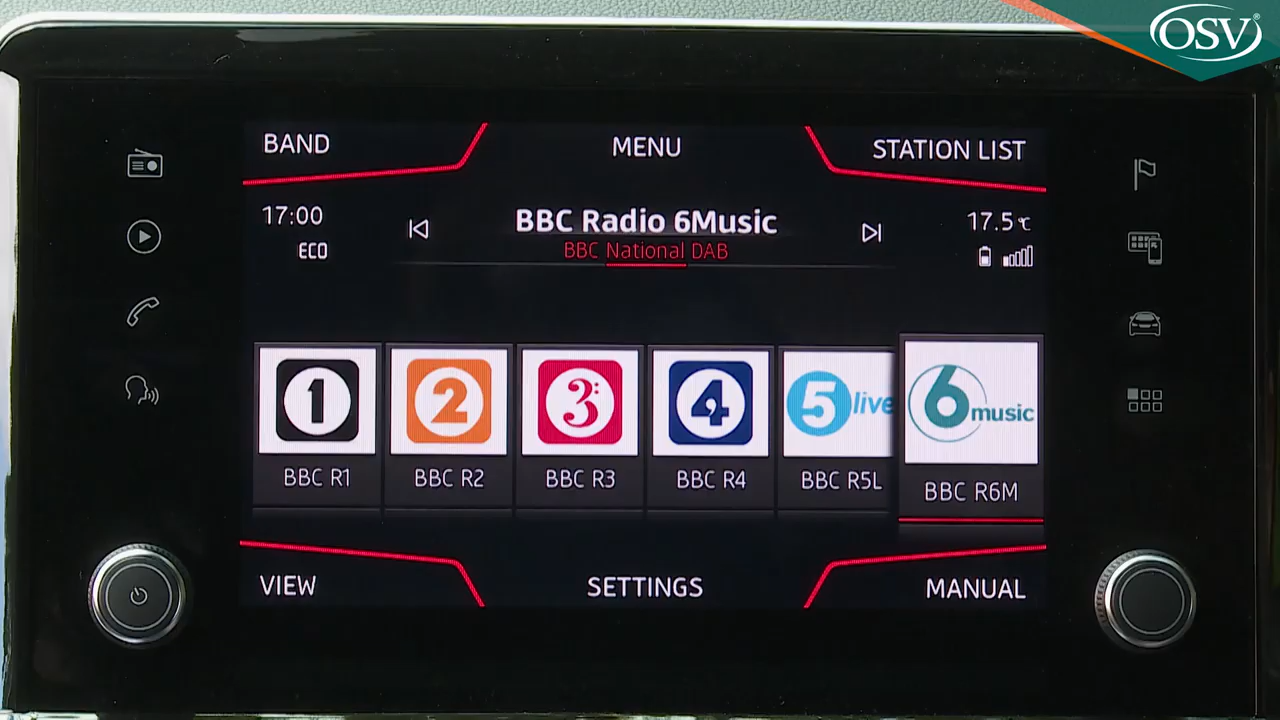 OSV®
BAND MENU STATION LIST
17:00 BBC Radio 6Music 17.5°C
ECO BBC National DAB
1 2 3 4 5 live 6 music
BBC R1 BBC R2 BBC R3 BBC R4 BBC R5L BBC R6M
VIEW SETTINGS MANUAL